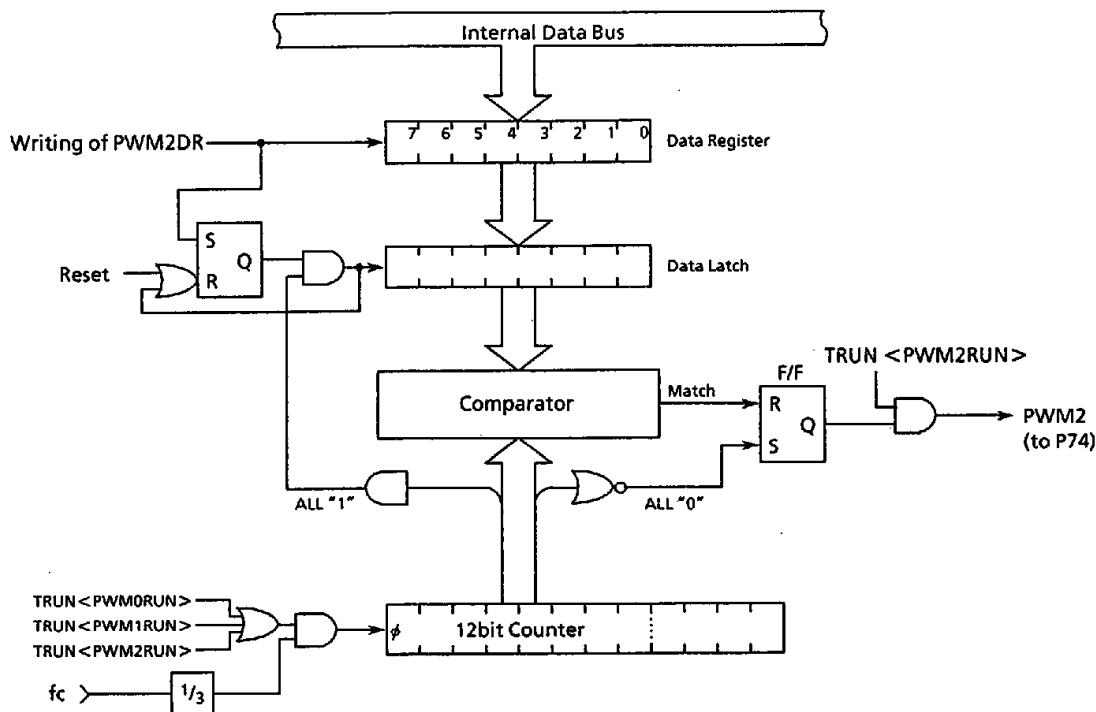 Internal Data Bus
Writing of PWM2DR
7 6 5 4 3 2 1 0
Data Register
S
Q
R
Reset
Data Latch
TRUN <PWM2RUN>
F/F
Comparator
Match
R
Q
S
PWM2
(to P74)
ALL "1"
ALL "0"
TRUN <PWM0RUN>
TRUN <PWM1RUN>
TRUN <PWM2RUN>
ϕ
12bit Counter
fc
1/3